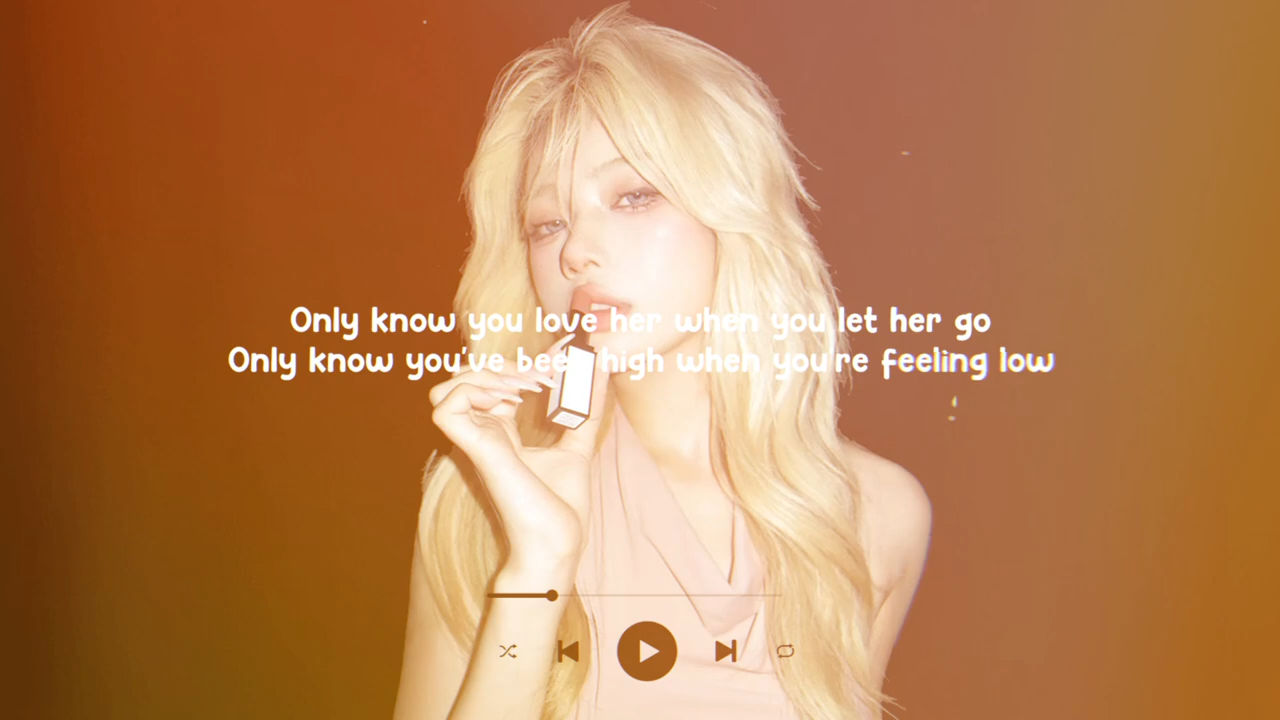 Only know you love her when you let her go
Only know you've been high when you're feeling low